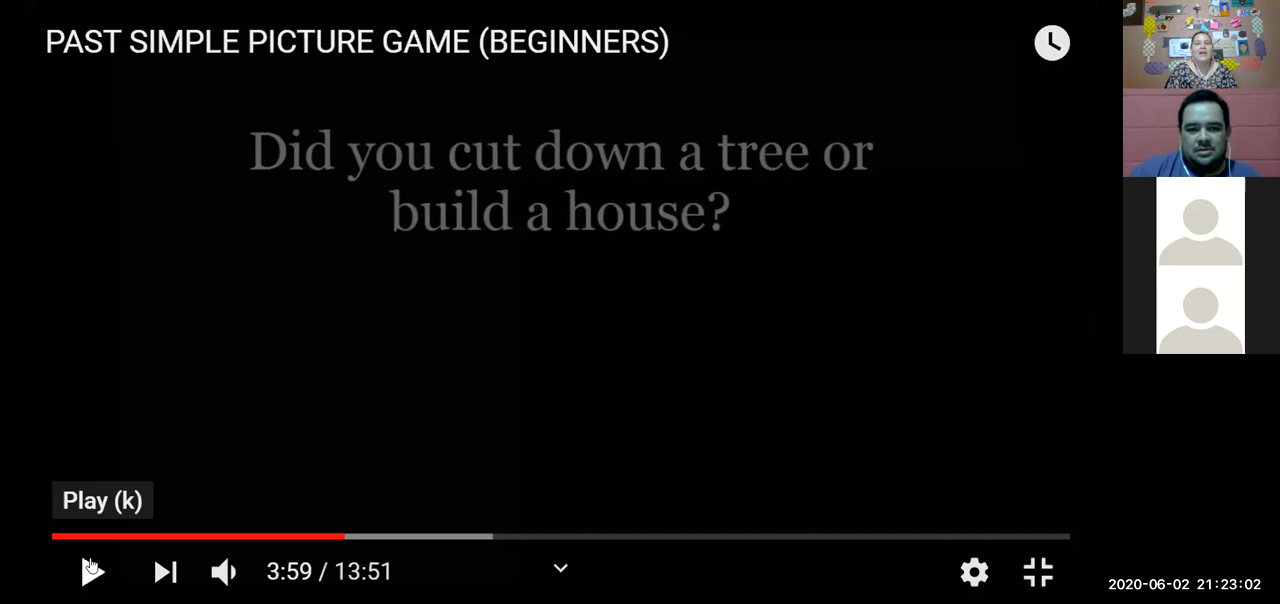 PAST SIMPLE PICTURE GAME (BEGINNERS)
Did you cut down a tree or
build a house?
Play (k)
3:59 / 13:51
2020-06-02 21:23:02